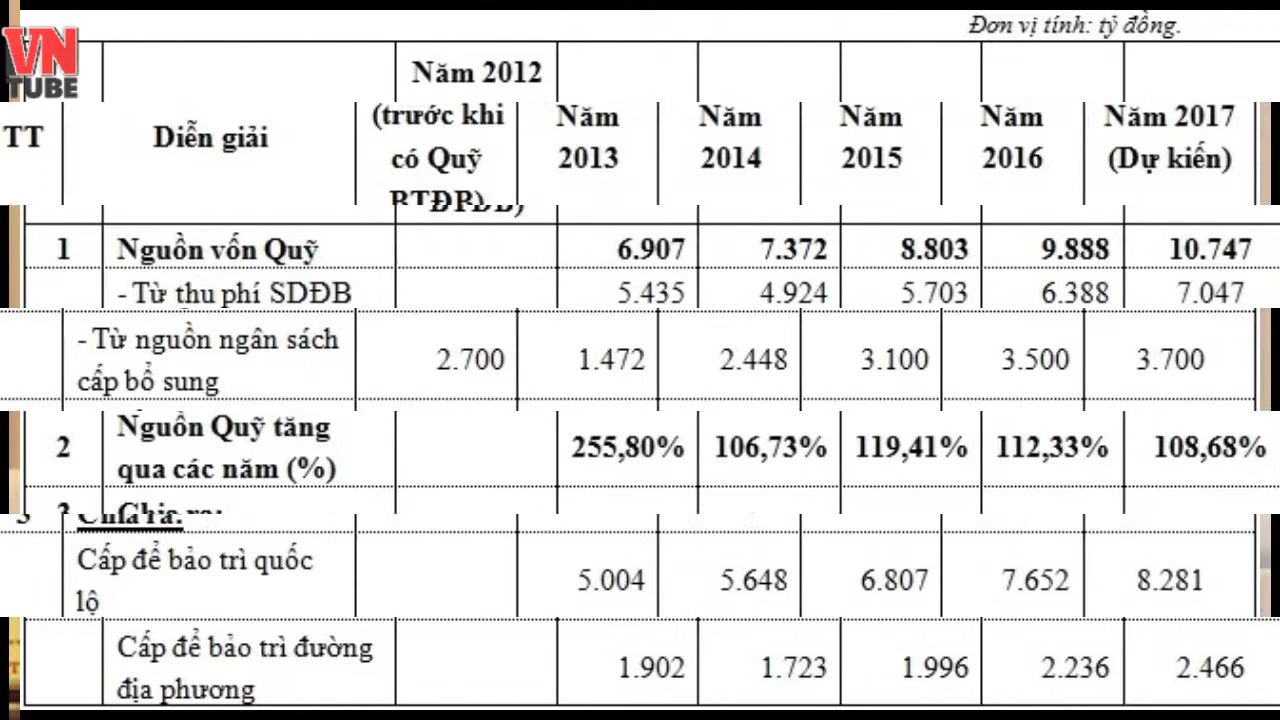 Đơn vị tính: tỷ đồng.
VN
TUBE
TT
Diễn giải
Năm 2012
(trước khi
có Quỹ
BTĐB)
Năm
2013
Năm
2014
Năm
2015
Năm
2016
Năm 2017
(Dự kiến)
1 Nguồn vốn Quỹ 6.907 7.372 8.803 9.888 10.747
- Từ thu phí SDĐB 5.435 4.924 5.703 6.388 7.047
- Từ nguồn ngân sách
cấp bổ sung
2.700 1.472 2.448 3.100 3.500 3.700
2
Nguồn Quỹ tăng
qua các năm (%)
255,80% 106,73% 119,41% 112,33% 108,68%
3 Chia ra:
Cấp để bảo trì quốc
lộ
5.004 5.648 6.807 7.652 8.281
Cấp để bảo trì đường
địa phương
1.902 1.723 1.996 2.236 2.466